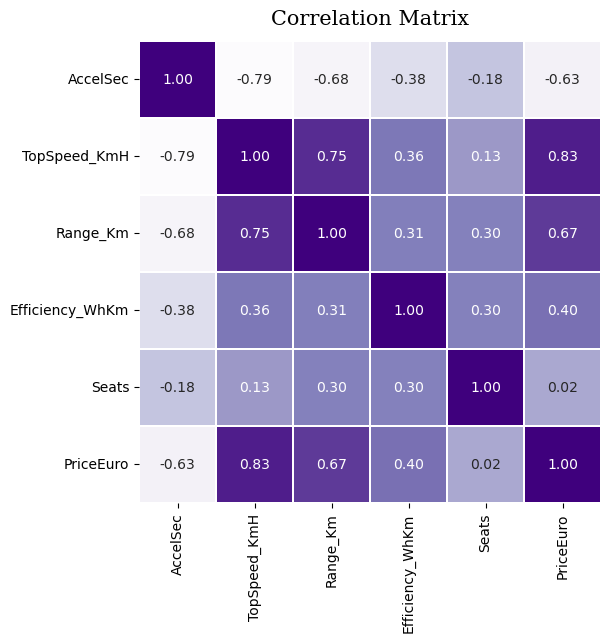 Correlation Matrix
AccelSec 1.00 -0.79 -0.68 -0.38 -0.18 -0.63
TopSpeed_KmH -0.79 1.00 0.75 0.36 0.13 0.83
Range_Km -0.68 0.75 1.00 0.31 0.30 0.67
Efficiency_WhKm -0.38 0.36 0.31 1.00 0.30 0.40
Seats -0.18 0.13 0.30 0.30 1.00 0.02
PriceEuro -0.63 0.83 0.67 0.40 0.02 1.00
AccelSec
TopSpeed_KmH
Range_Km
Efficiency_WhKm
Seats
PriceEuro